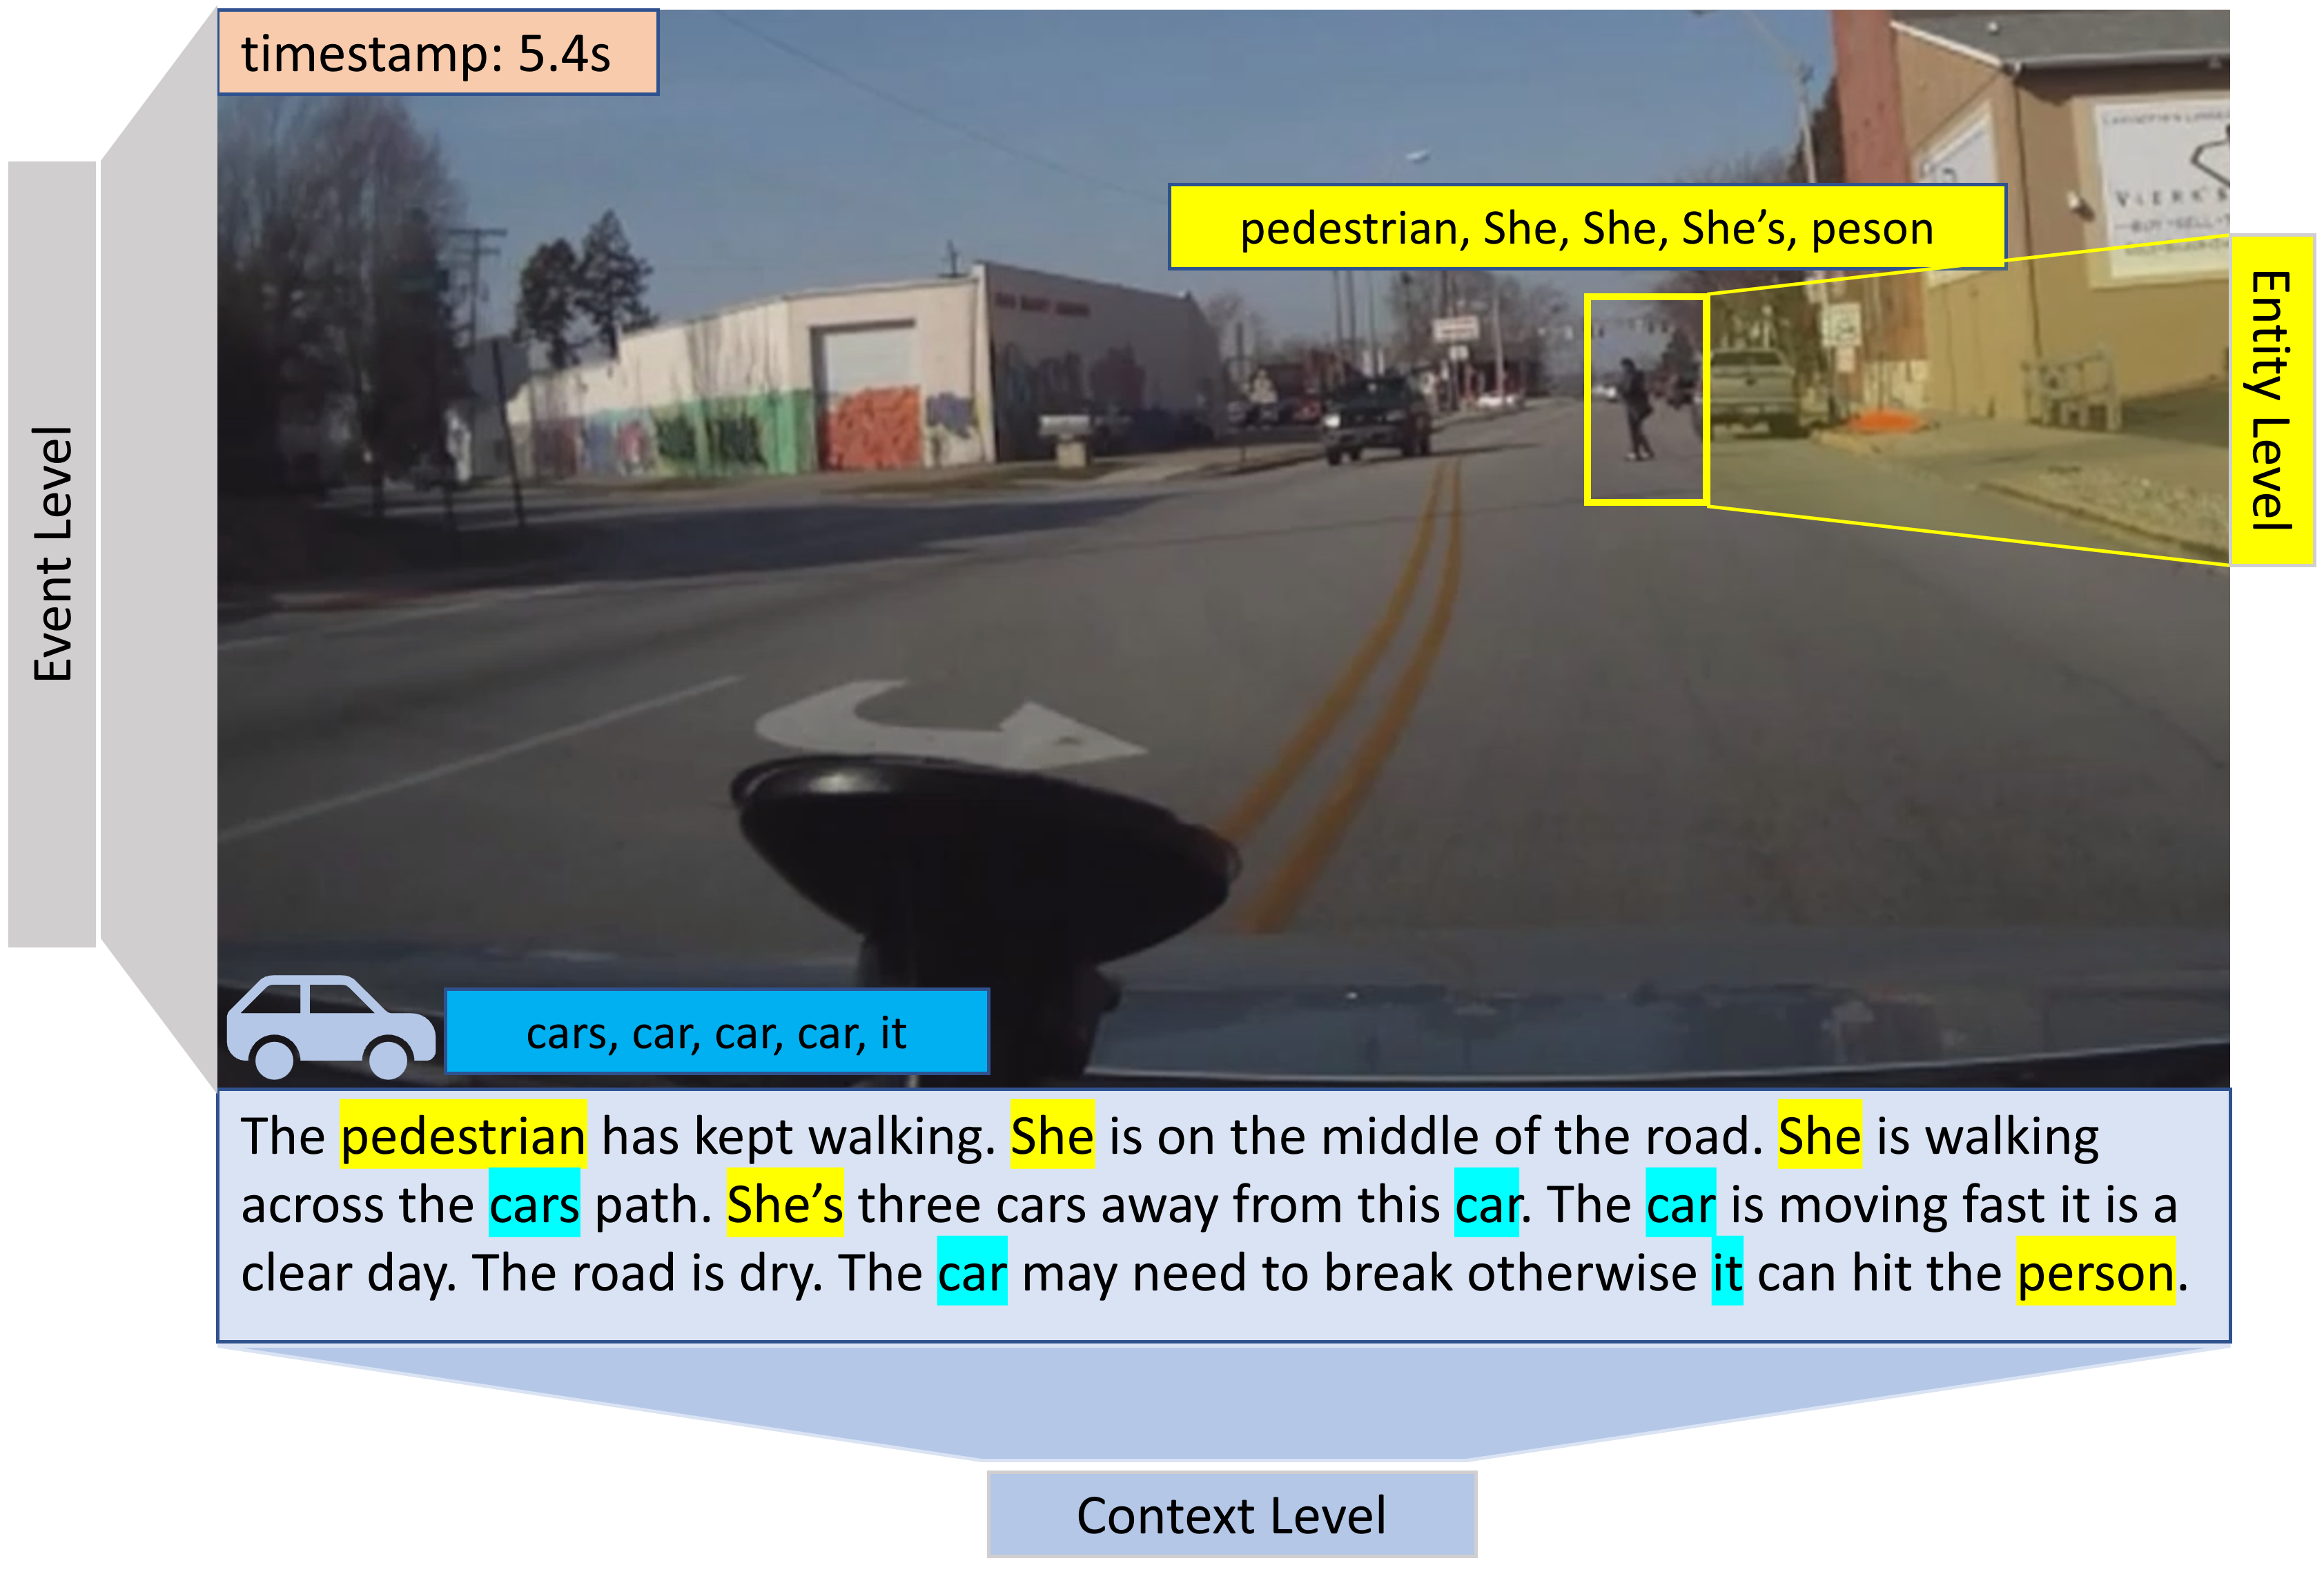 timestamp: 5.4s
pedestrian, She, She, She's, peson
VIERK'S
Event Level
Entity Level
cars, car, car, car, it
The pedestrian has kept walking. She is on the middle of the road. She is walking
across the cars path. She’s three cars away from this car. The car is moving fast it is a
clear day. The road is dry. The car may need to break otherwise it can hit the person.
Context Level